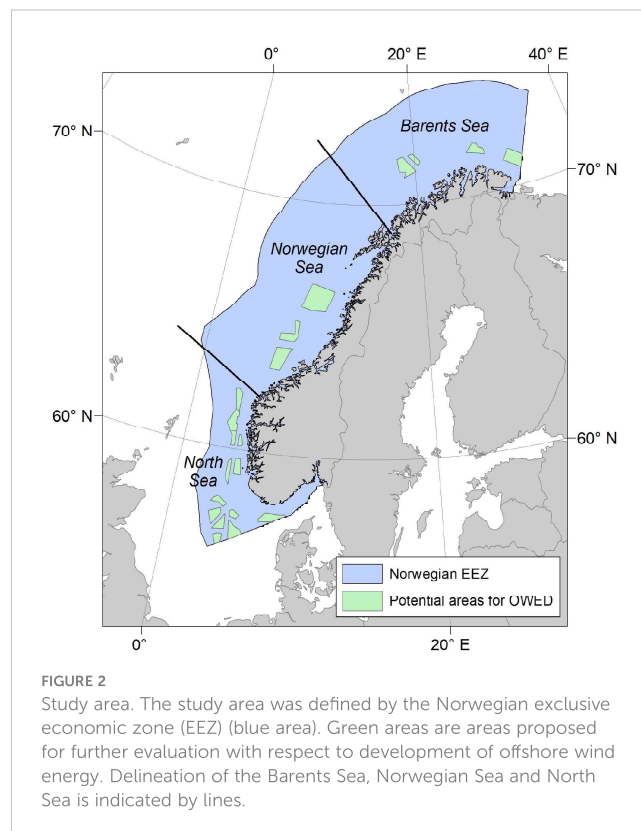 0° 20° E 40° E
70° N
Barents Sea
70° N
Norwegian
Sea
60° N
60° N
North
Sea
Norwegian EEZ
Potential areas for OWED
0° 20° E
FIGURE 2
Study area. The study area was defined by the Norwegian exclusive
economic zone (EEZ) (blue area). Green areas are areas proposed
for further evaluation with respect to development of offshore wind
energy. Delineation of the Barents Sea, Norwegian Sea and North
Sea is indicated by lines.